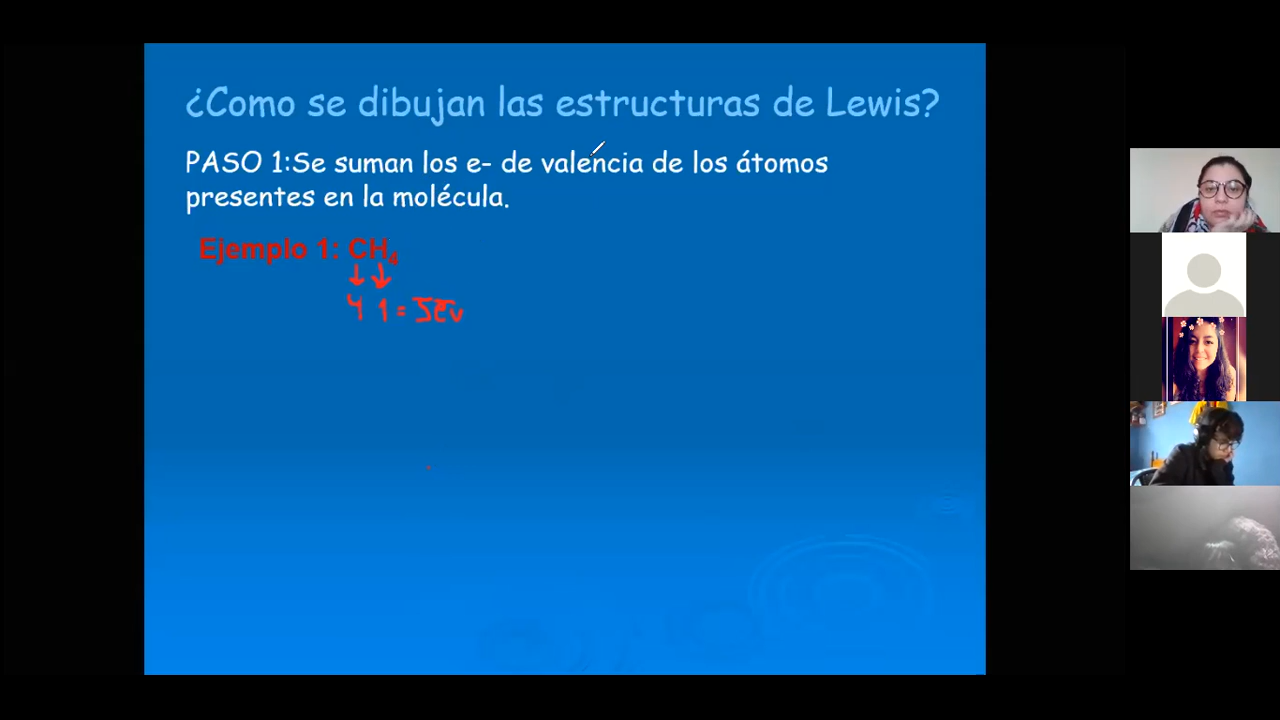 ¿Como se dibujan las estructuras de Lewis?
PASO 1:Se suman los e- de valencia de los átomos
presentes en la molécula.
Ejemplo 1: CH₄
4 1 = 5ev